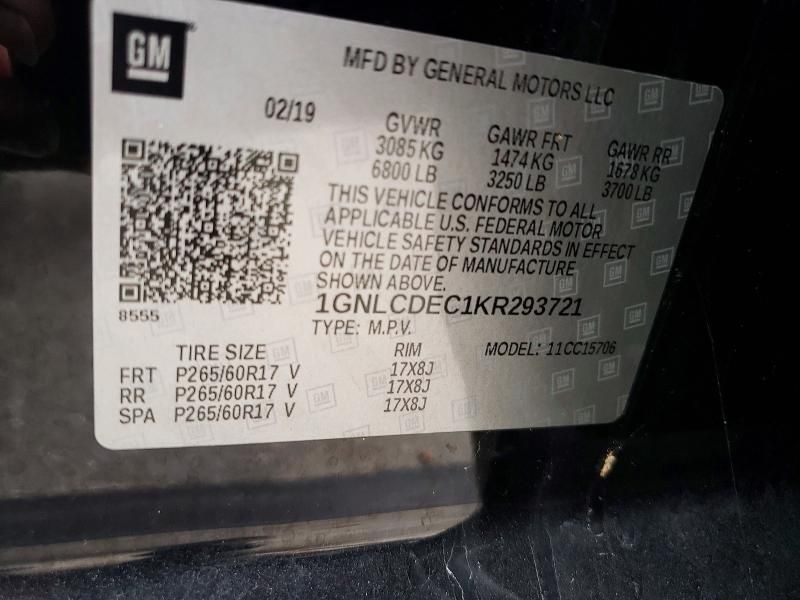 GM
MFD BY GENERAL MOTORS LLC
02/19
GVWR GAWR FRT GAWR RR
3085 KG 1474 KG 1678 KG
6800 LB 3250 LB 3700 LB
THIS VEHICLE CONFORMS TO ALL
APPLICABLE U.S. FEDERAL MOTOR
VEHICLE SAFETY STANDARDS IN EFFECT
ON THE DATE OF MANUFACTURE
SHOWN ABOVE.
8555
1GNLCDEC1KR293721
TYPE: M.P.V.
TIRE SIZE RIM MODEL: 11CC15706
FRT P265/60R17 V 17X8J
RR P265/60R17 V 17X8J
SPA P265/60R17 V 17X8J